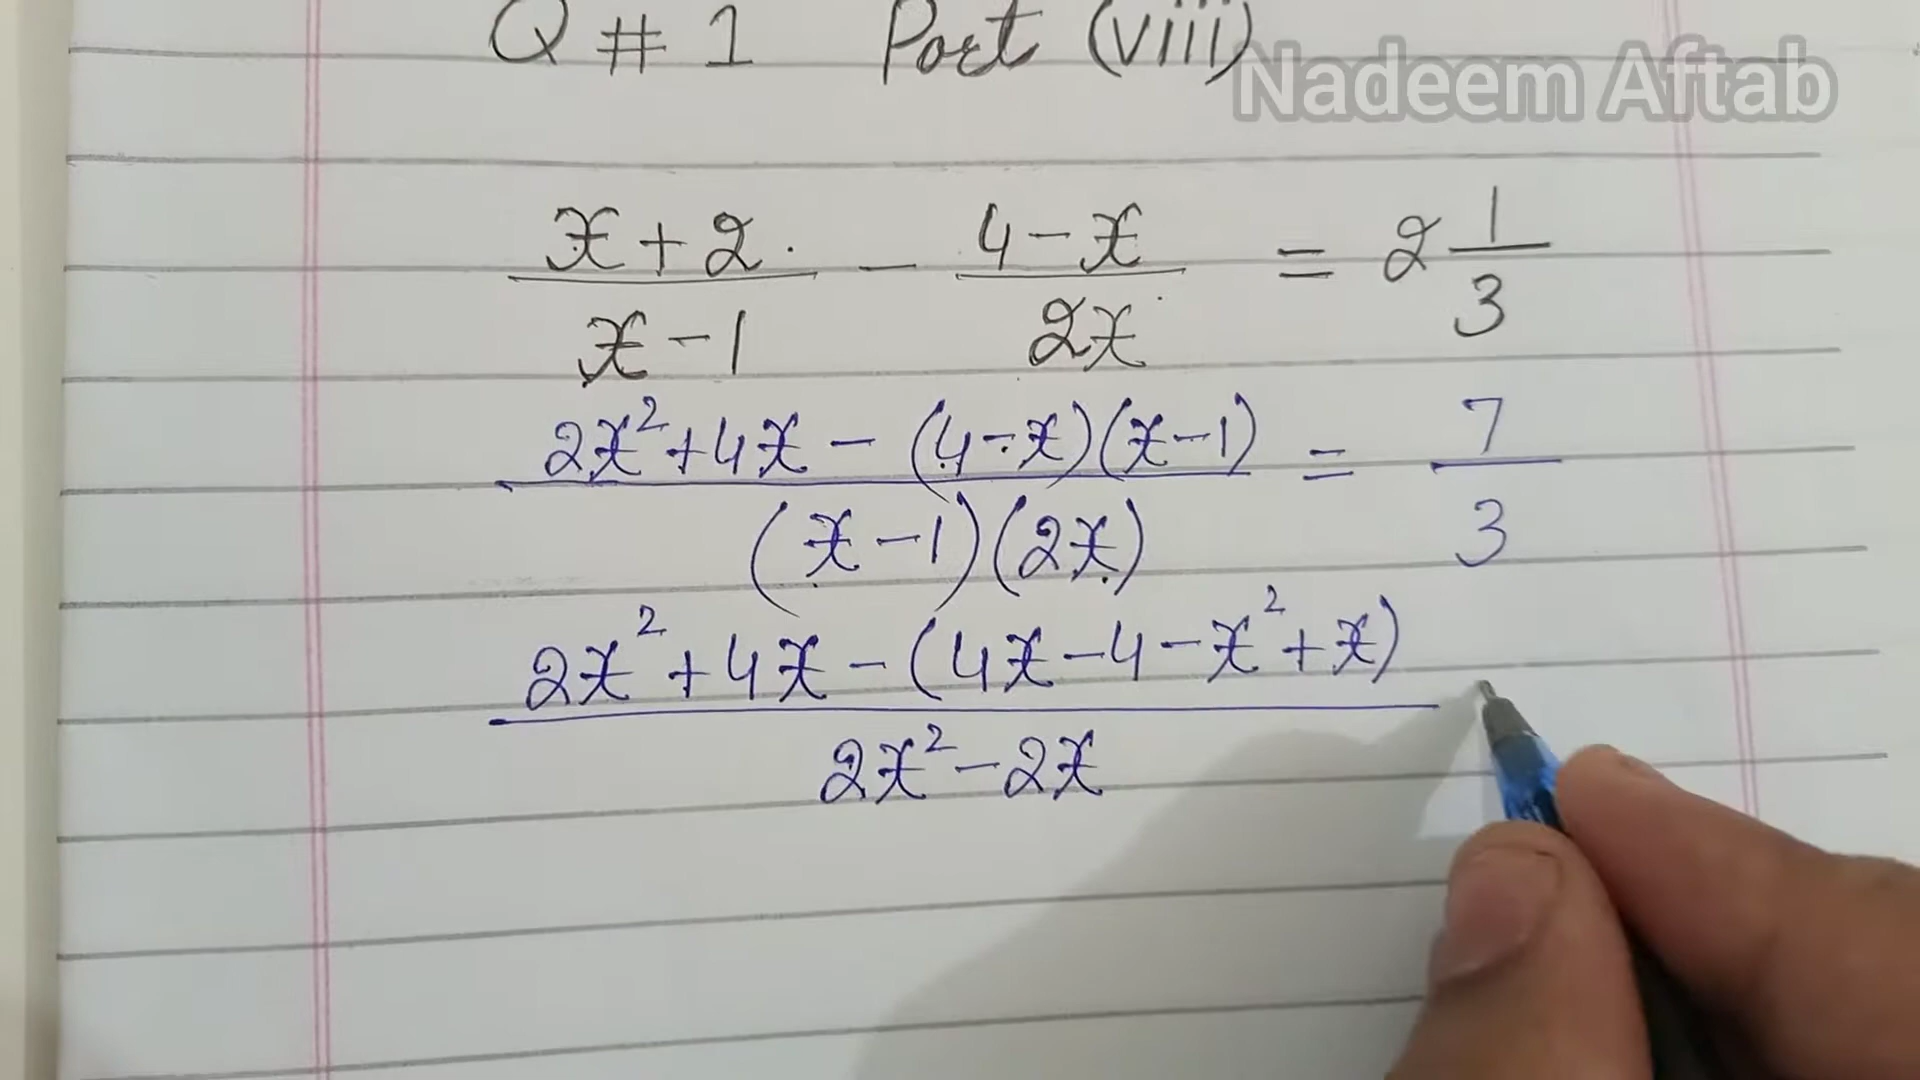 Q # 1 Part (viii)
Nadeem Aftab
(x+2)/(x-1) - (4-x)/(2x) = 2 1/3
(2x²+4x-(4-x)(x-1))/((x-1)(2x)) = 7/3
(2x²+4x-(4x-4-x²+x))/(2x²-2x)